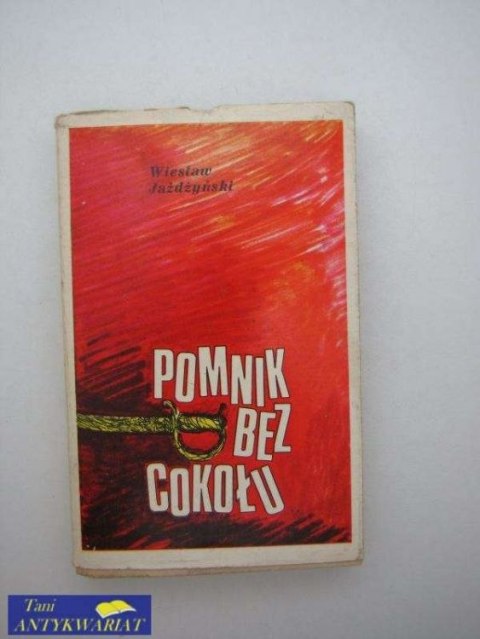 Wiesław
Jażdżyński
POMNIK
BEZ
COKOŁU
Tani
ANTYKWARIAT